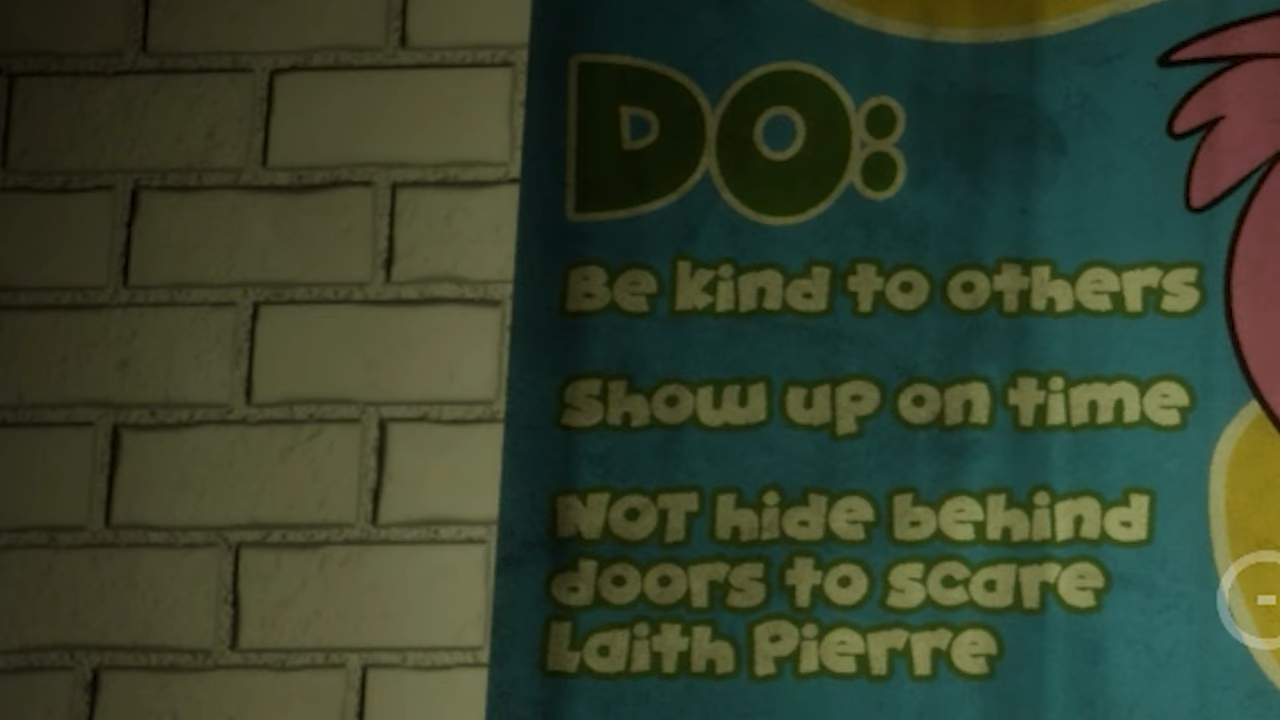 DO:
Be kind to others
Show up on time
NOT hide behind
doors to scare
Laith Pierre